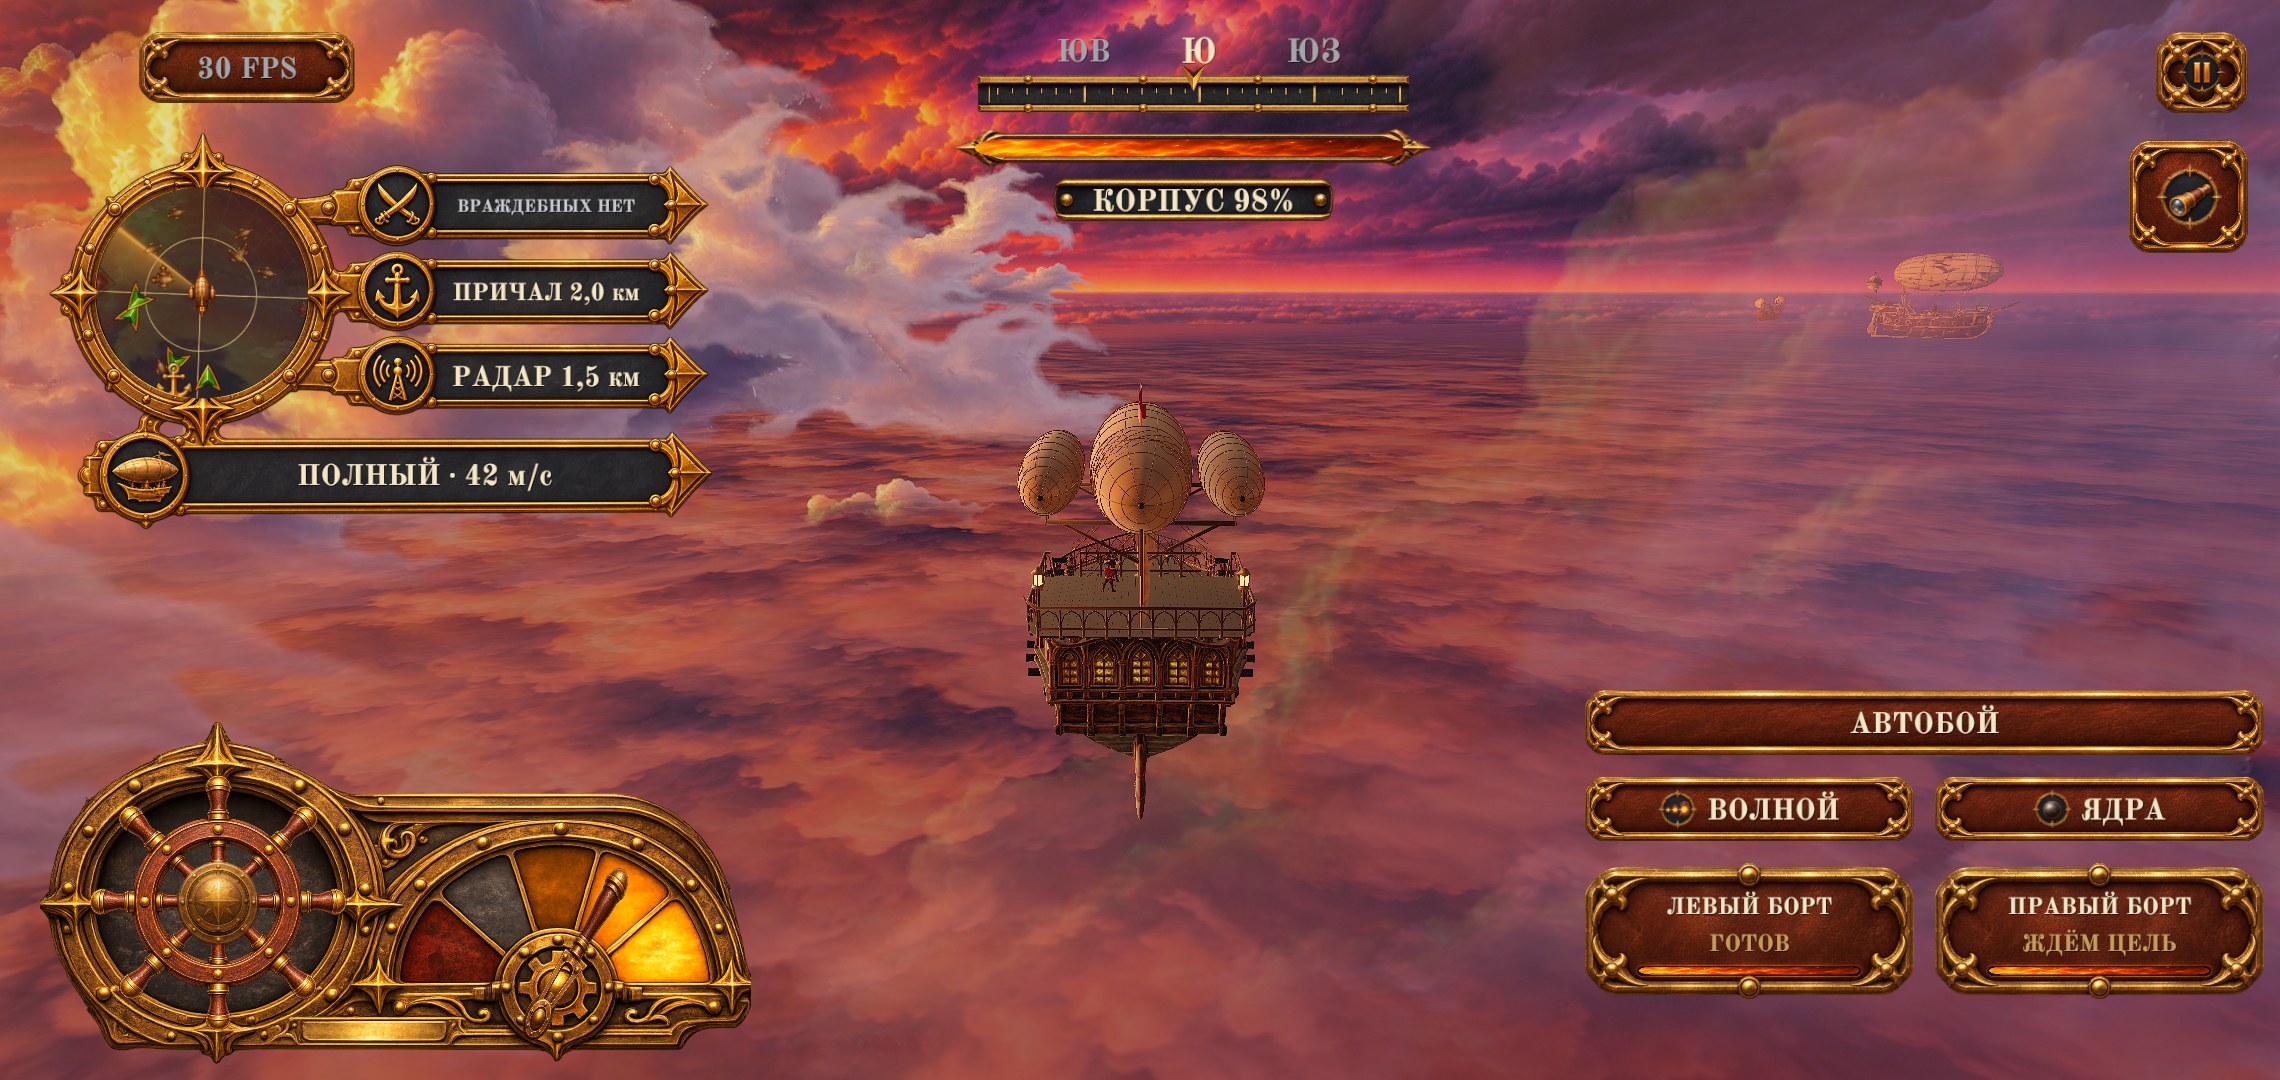 30 FPS
ЮВ Ю ЮЗ
КОРПУС 98%
ВРАЖДЕБНЫХ НЕТ
ПРИЧАЛ 2,0 км
РАДАР 1,5 км
ПОЛНЫЙ · 42 м/с
АВТОБОЙ
ВОЛНОЙ
ЯДРА
ЛЕВЫЙ БОРТ
ГОТОВ
ПРАВЫЙ БОРТ
ЖДЁМ ЦЕЛЬ